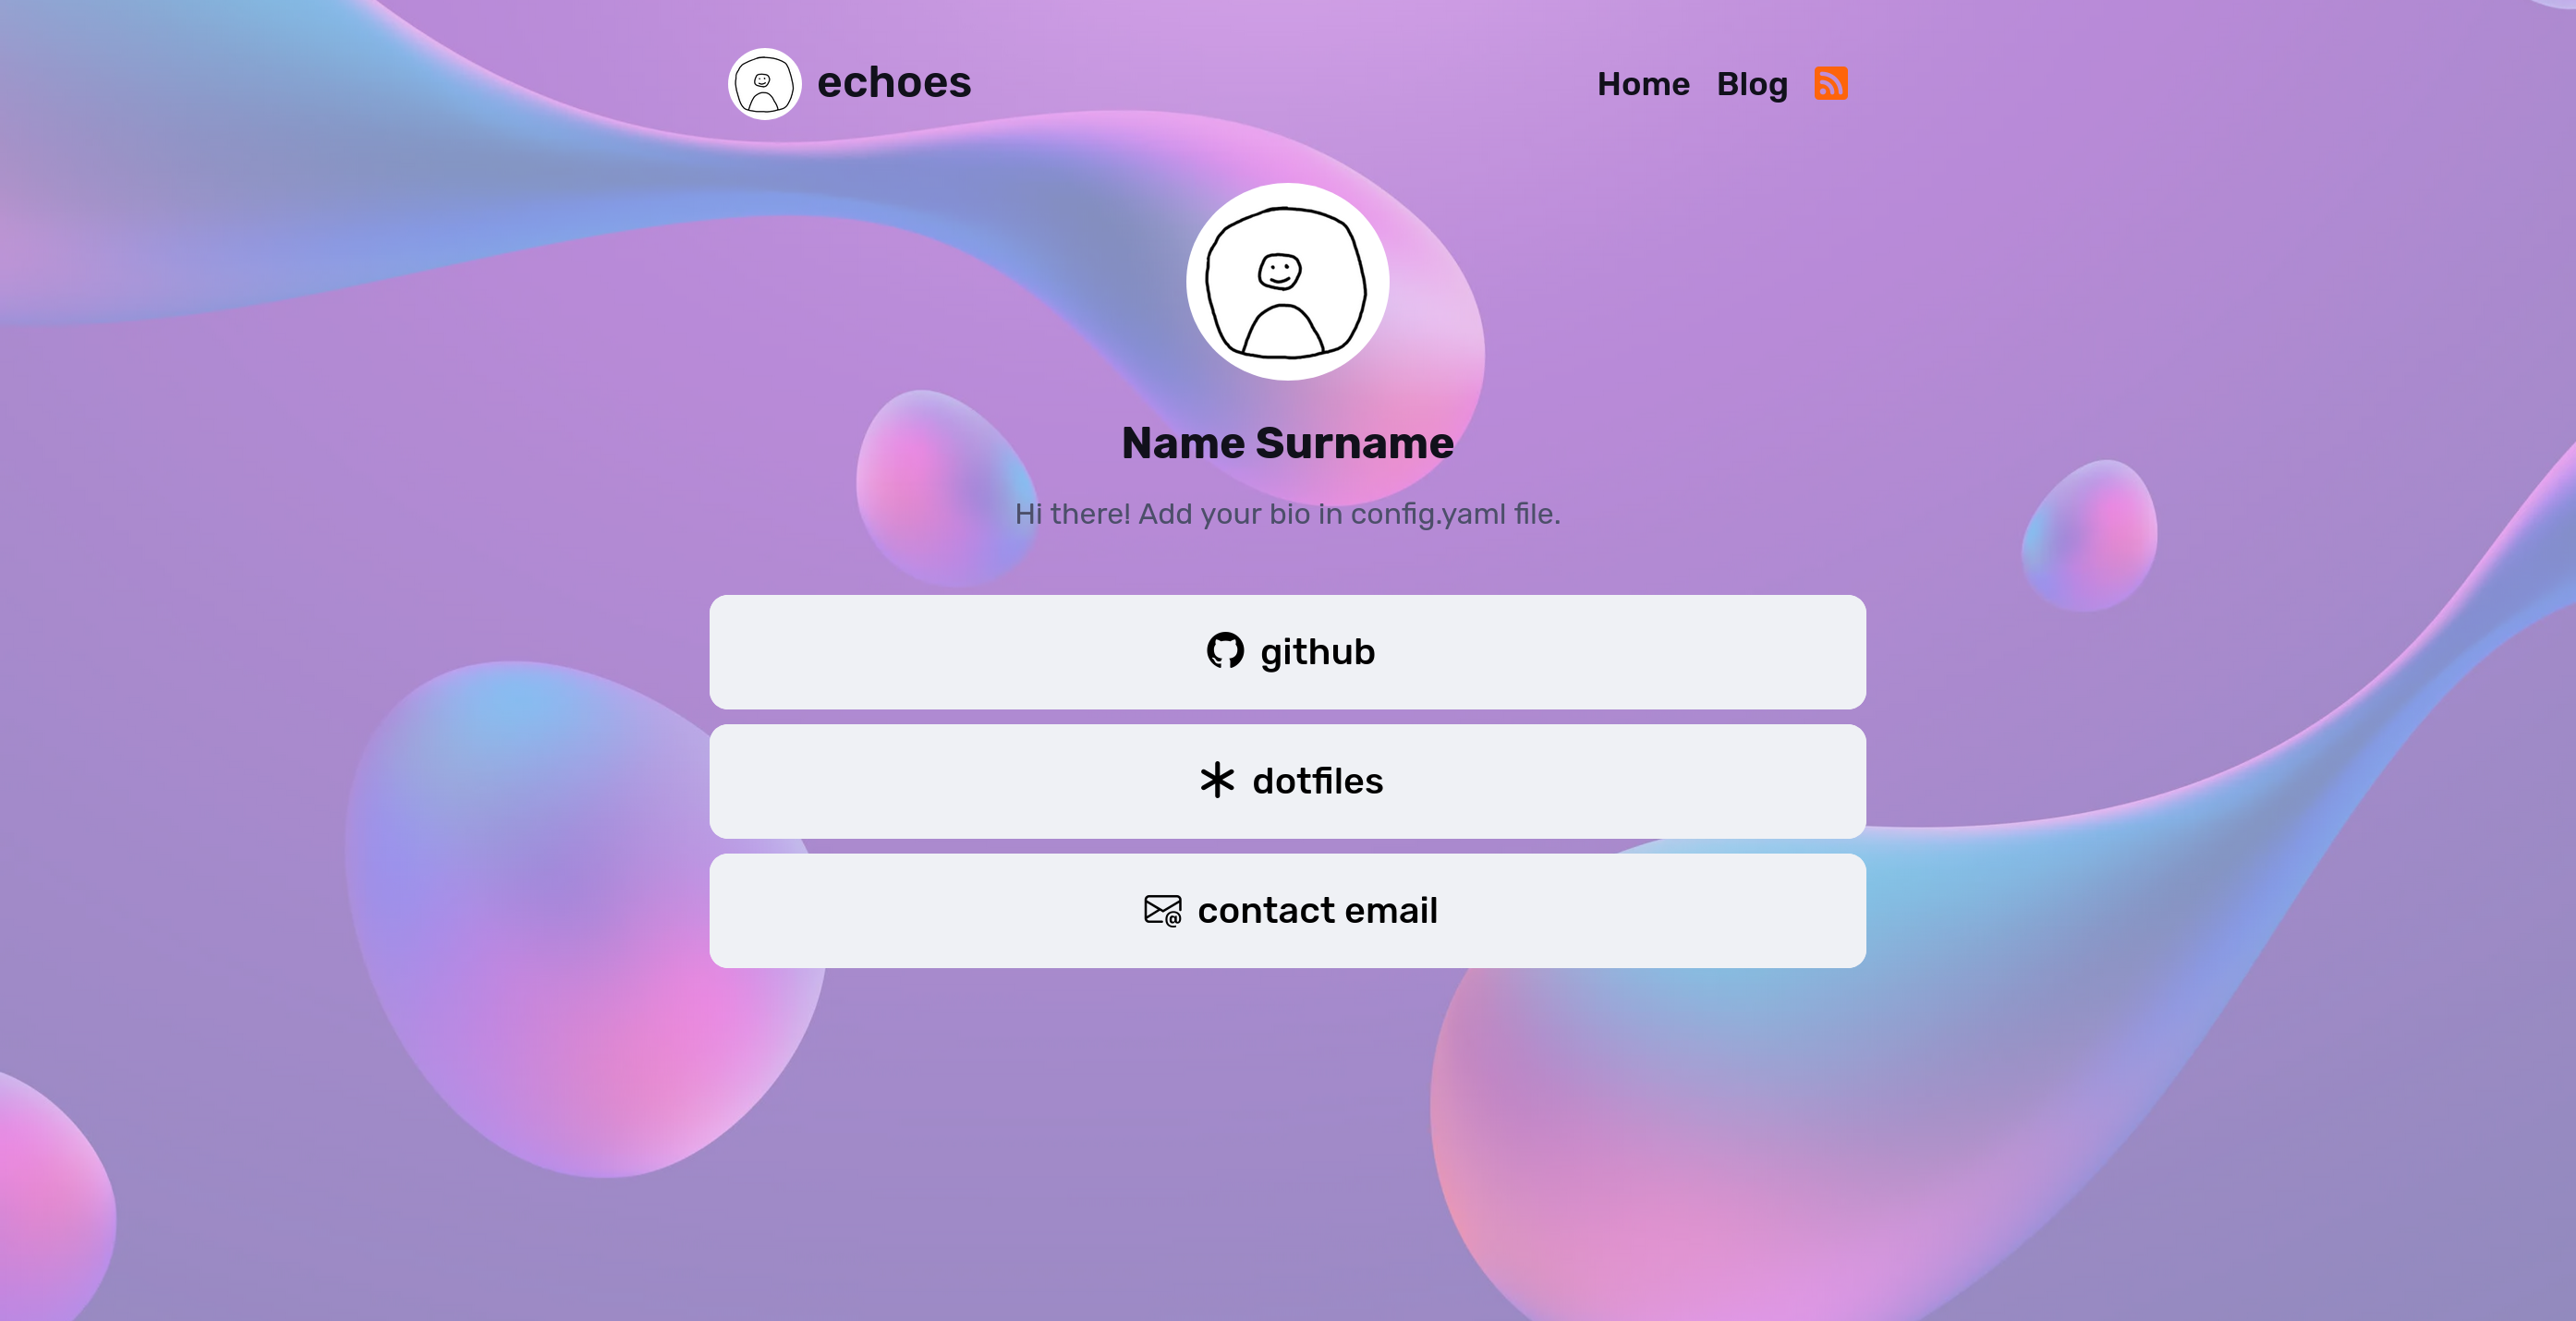 echoes
Home Blog
Name Surname
Hi there! Add your bio in config.yaml file.
github
dotfiles
contact email